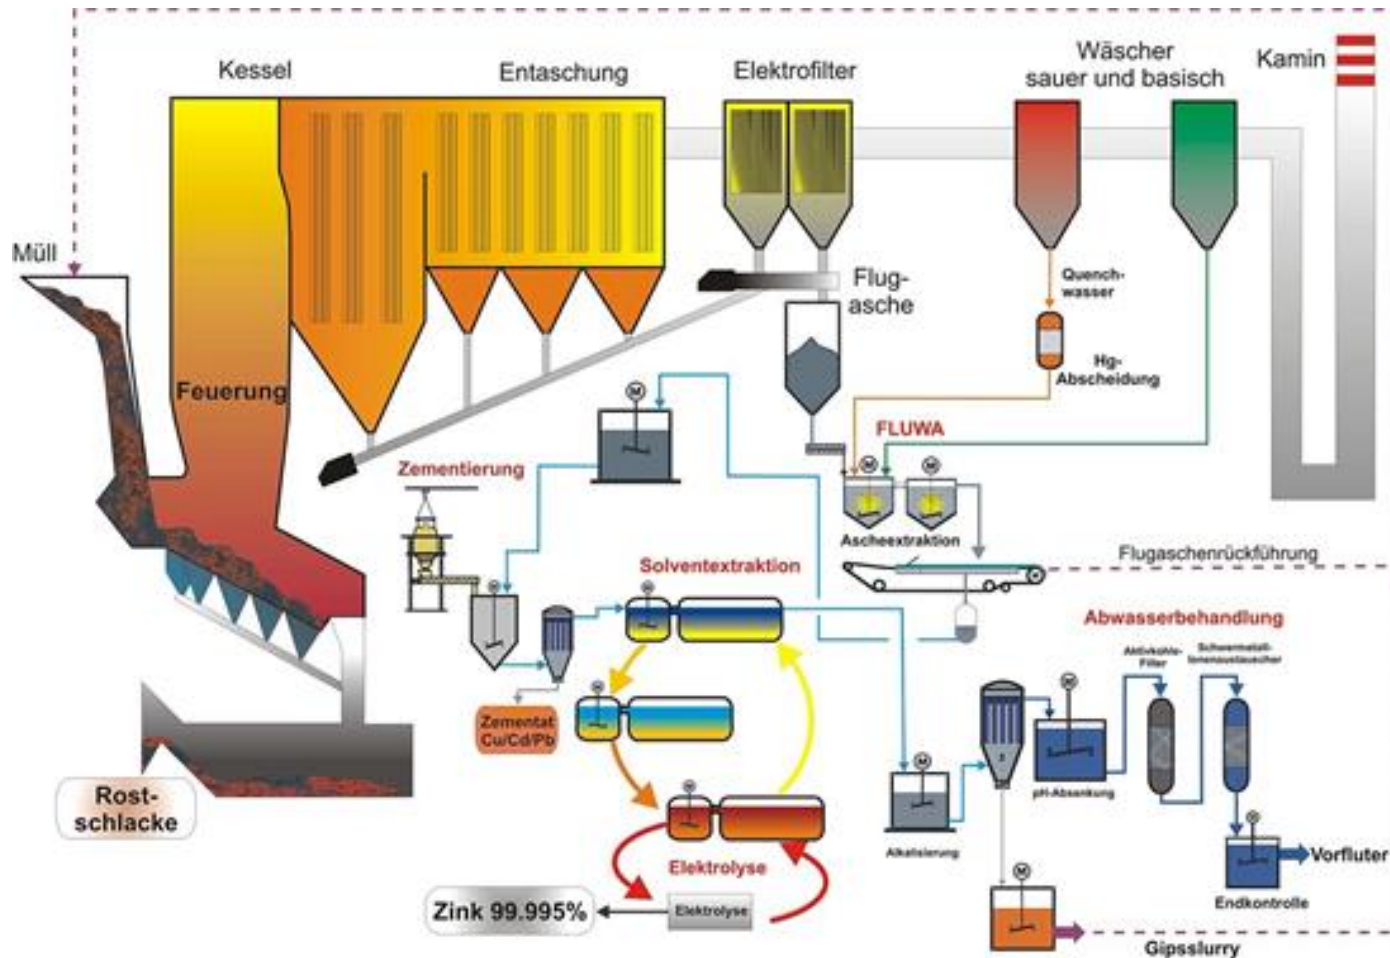 Kessel
Entaschung
Elektrofilter
Wäscher
sauer und basisch
Kamin
Müll
Feuerung
Flug-
asche
Quench-
wasser
Hg-
Abscheidung
FLUWA
M
M
M
Ascheextraktion
Zementierung
Flugaschenrückführung
Solventextraktion
M
M
Zementat
Cu/Cd/Pb
M
M
Elektrolyse
Elektrolyse
Zink 99.995%
Rost-
schlacke
Abwasserbehandlung
Aktivkohle-
Filter
Schwermetall-
Ionenaustauscher
M
pH-Absenkung
M
Alkalisierung
Vorfluter
Endkontrolle
M
Gipsslurry